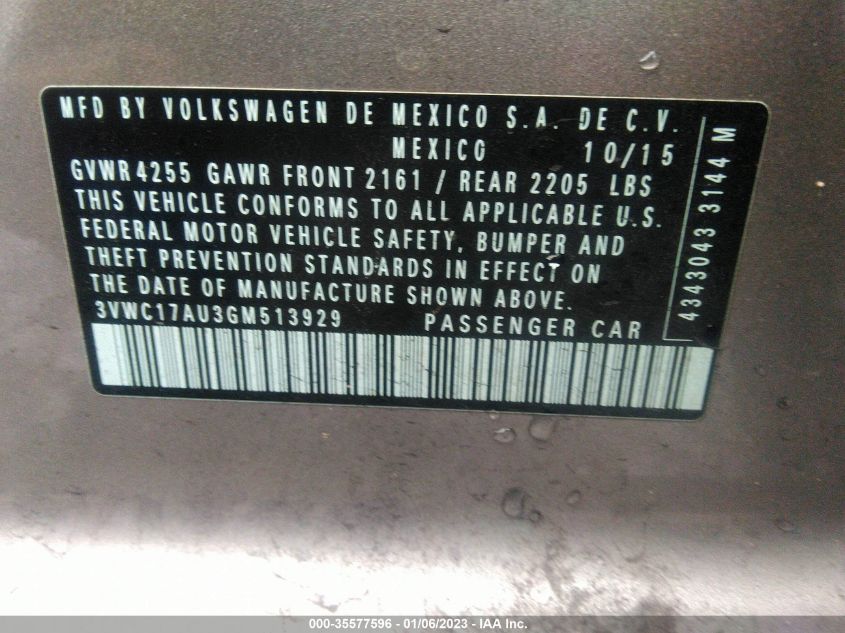 MFD BY VOLKSWAGEN DE MEXICO S.A. DE C.V.
MEXICO 10/15
GVWR 4255 GAWR FRONT 2161 / REAR 2205 LBS
THIS VEHICLE CONFORMS TO ALL APPLICABLE U.S.
FEDERAL MOTOR VEHICLE SAFETY, BUMPER AND
THEFT PREVENTION STANDARDS IN EFFECT ON
THE DATE OF MANUFACTURE SHOWN ABOVE.
3VWC17AU3GM513929 PASSENGER CAR
4343043 3144 M
000-35577596 - 01/06/2023 - IAA Inc.